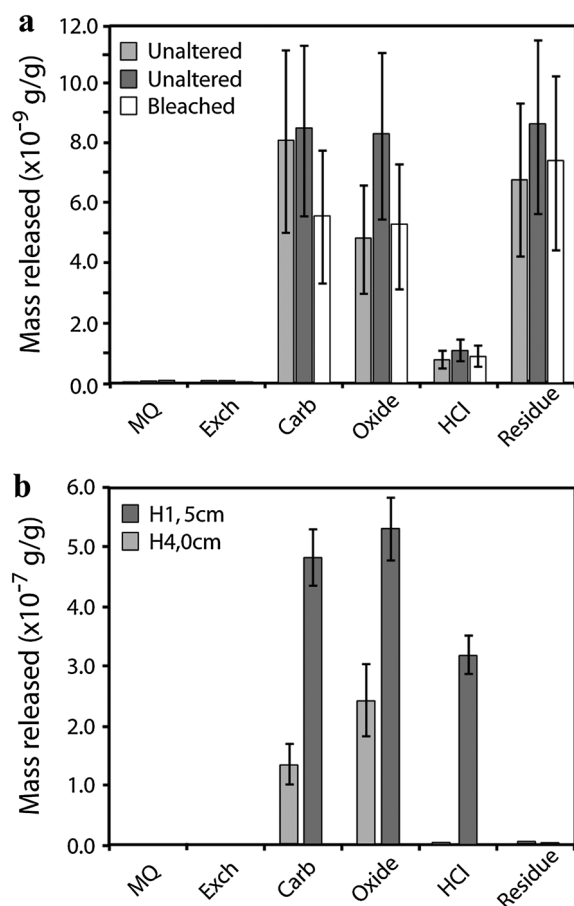 a
12.0
Unaltered
Unaltered
Bleached
10.0
8.0
6.0
4.0
2.0
0.0
Mass released (x10⁻⁹ g/g)
MQ
Exch
Carb
Oxide
HCl
Residue
b
6.0
H1, 5cm
H4,0cm
5.0
4.0
3.0
2.0
1.0
0.0
Mass released (x10⁻⁷ g/g)
MQ
Exch
Carb
Oxide
HCl
Residue